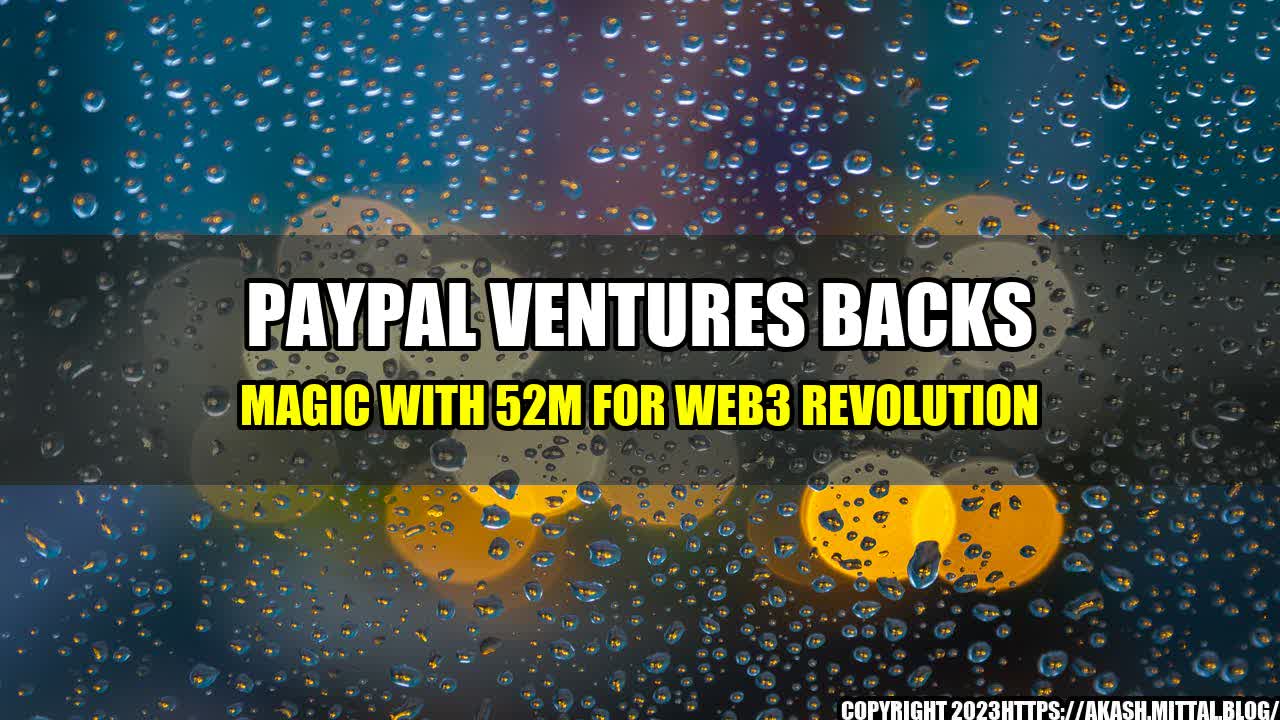 PAYPAL VENTURES BACKS
MAGIC WITH 52M FOR WEB3 REVOLUTION
COPYRIGHT 2023HTTPS://AKASH.MITTAL.BLOG/